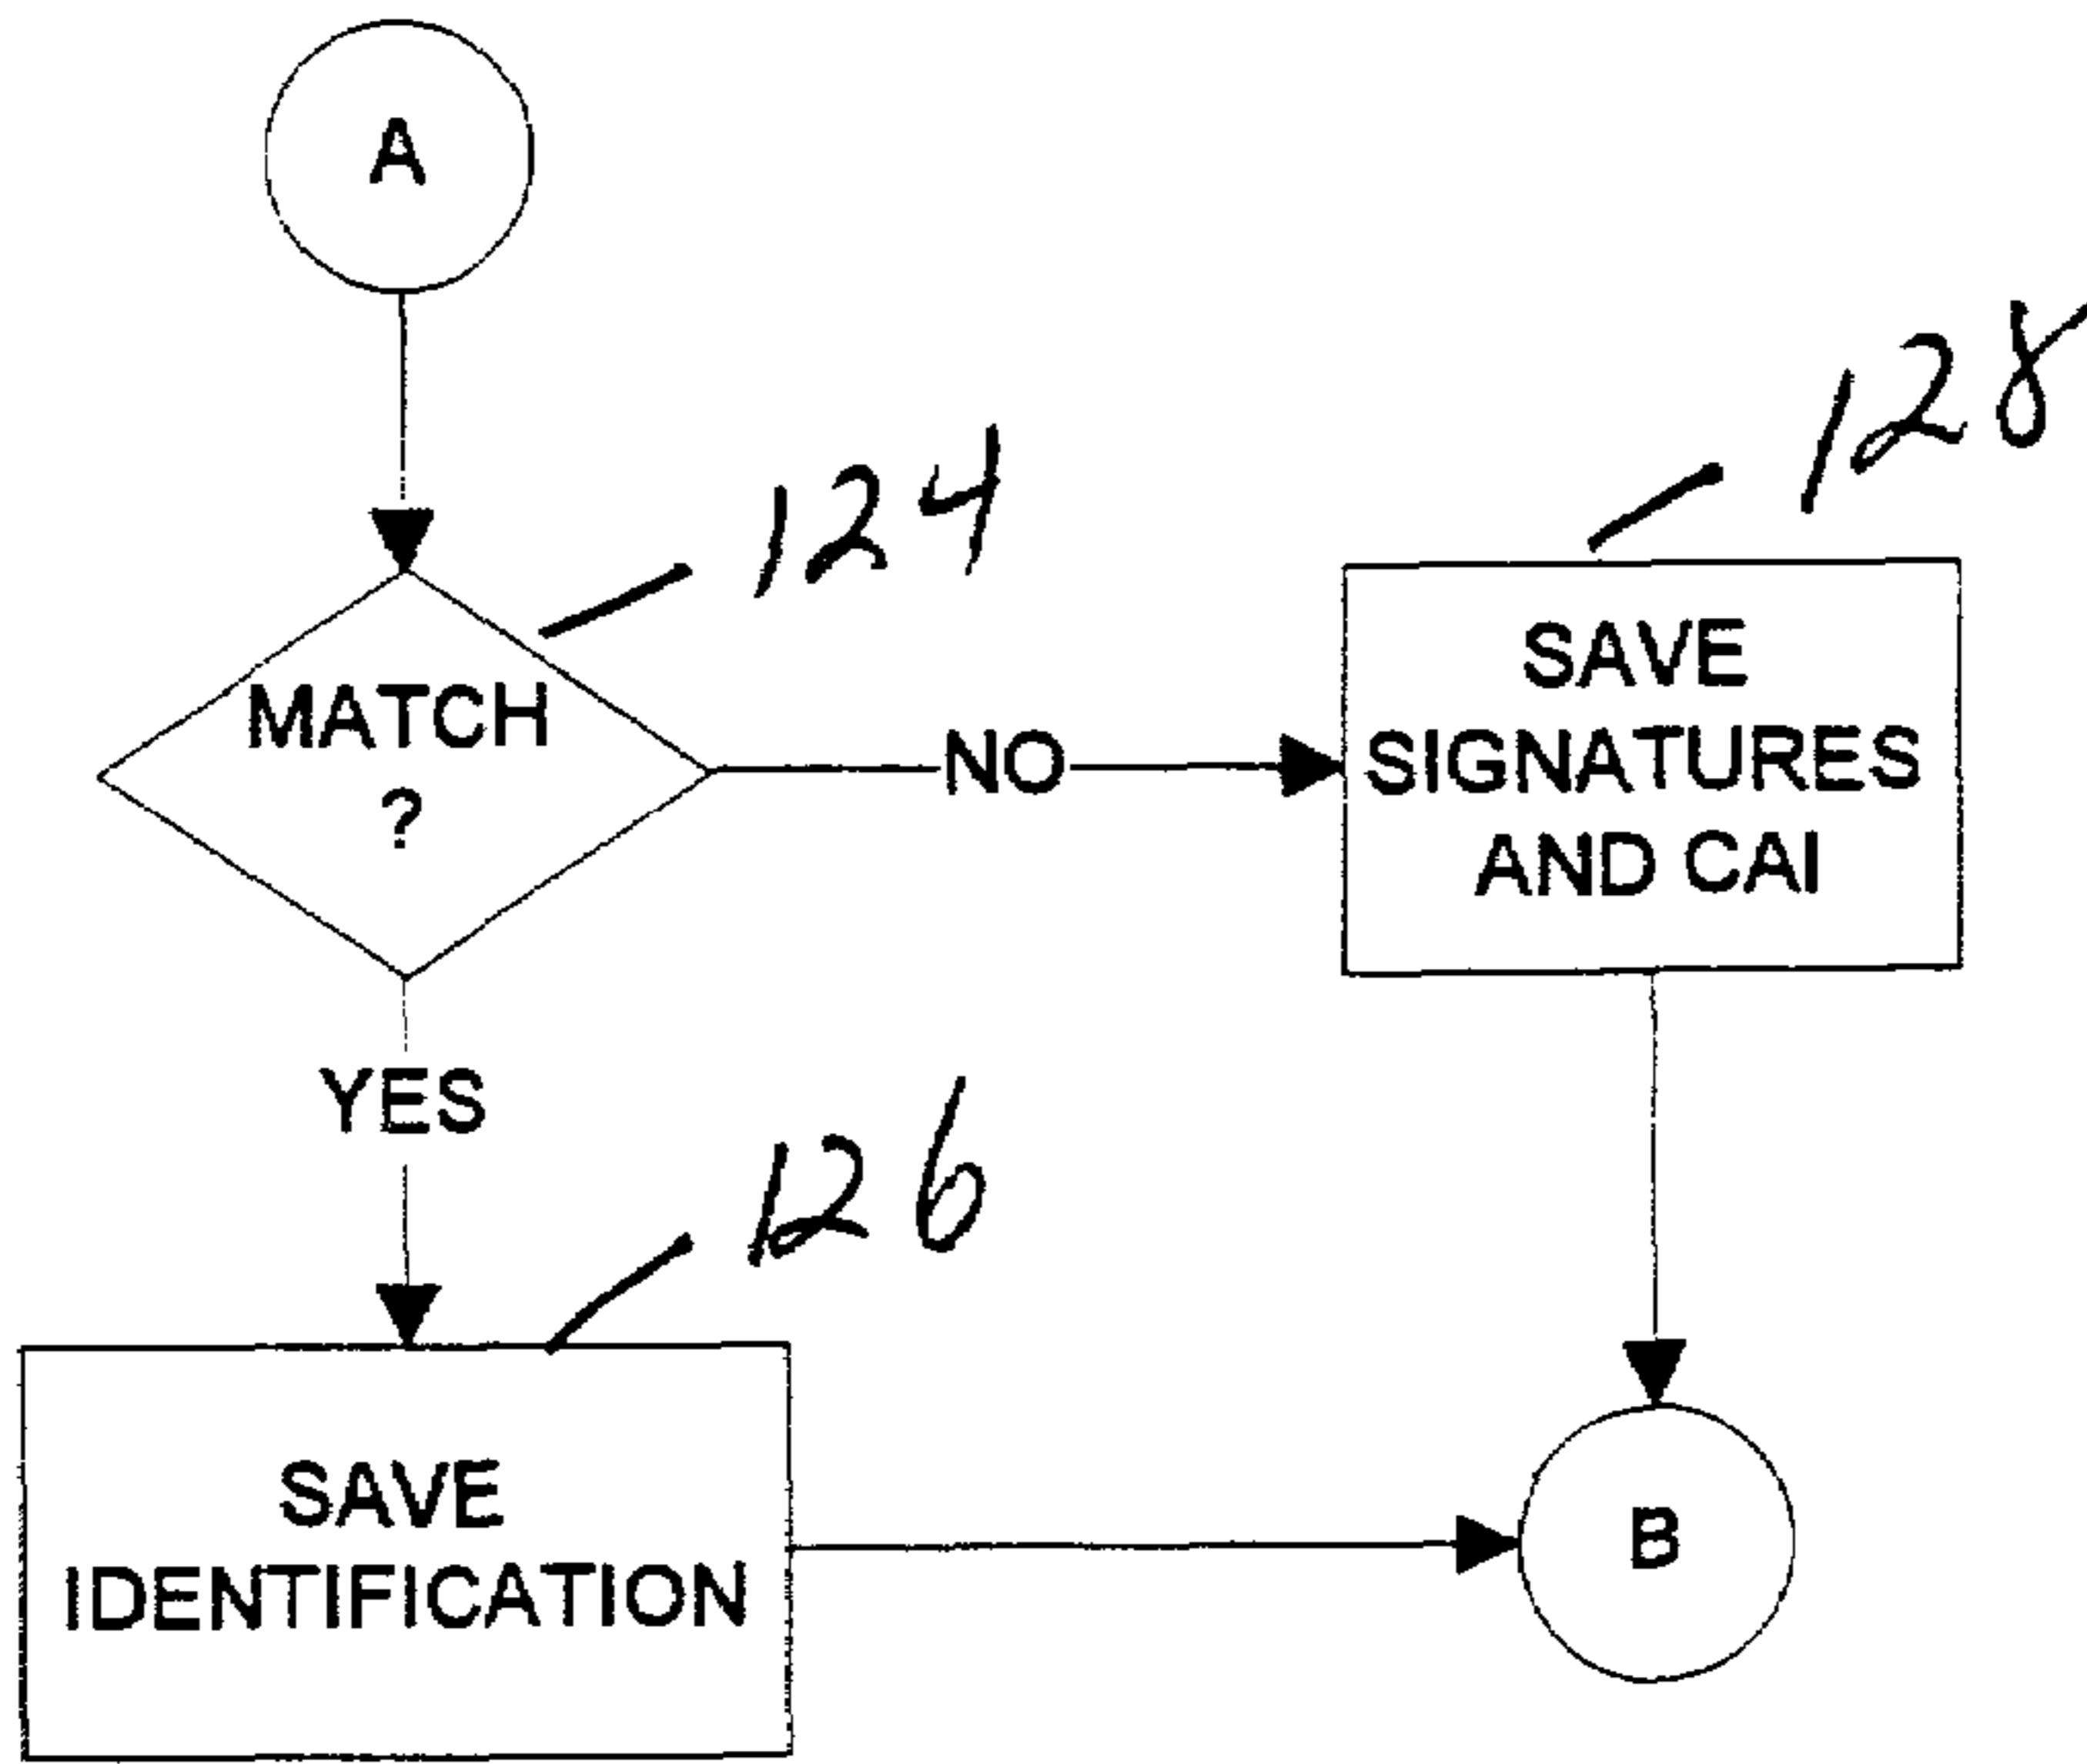 A
124
128
MATCH
?
NO
SAVE
SIGNATURES
AND CAI
YES
126
SAVE
IDENTIFICATION
B